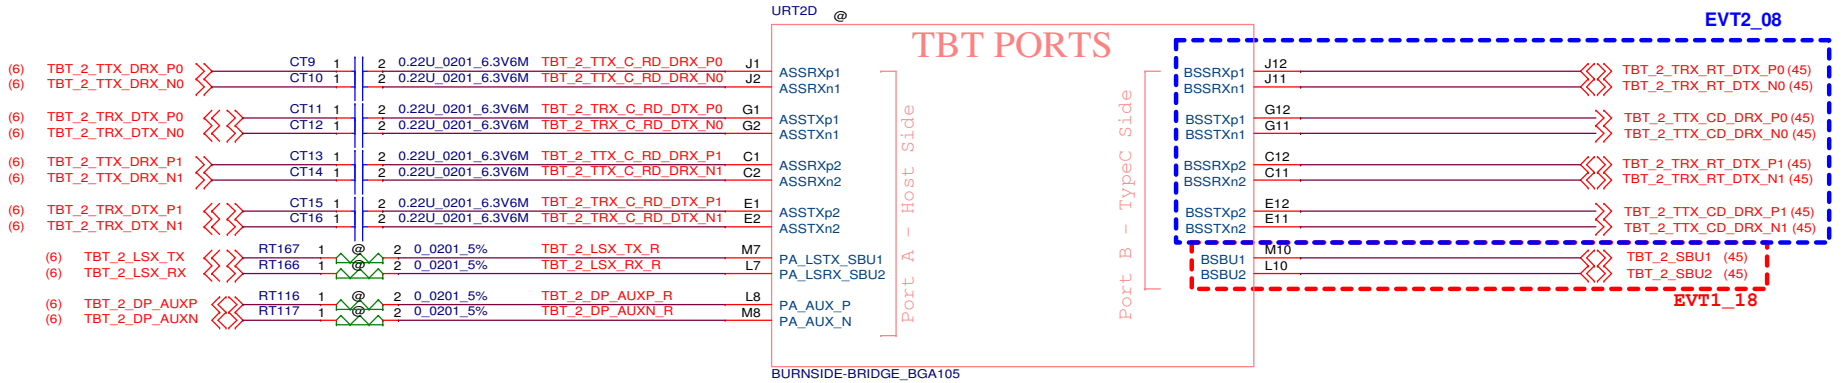 URT2D @
EVT2_08
TBT PORTS
(6) TBT_2_TTX_DRX_P0 CT9 1 2 0.22U_0201_6.3V6M TBT_2_TTX_C_RD_DRX_P0 J1 ASSRXp1 BSSRXp1 J12 TBT_2_TRX_RT_DTX_P0 (45)
(6) TBT_2_TTX_DRX_N0 CT10 1 2 0.22U_0201_6.3V6M TBT_2_TTX_C_RD_DRX_N0 J2 ASSRXn1 BSSRXn1 J11 TBT_2_TRX_RT_DTX_N0 (45)
(6) TBT_2_TRX_DTX_P0 CT11 1 2 0.22U_0201_6.3V6M TBT_2_TRX_C_RD_DTX_P0 G1 ASSTXp1 BSSTXp1 G12 TBT_2_TTX_CD_DRX_P0 (45)
(6) TBT_2_TRX_DTX_N0 CT12 1 2 0.22U_0201_6.3V6M TBT_2_TRX_C_RD_DTX_N0 G2 ASSTXn1 BSSTXn1 G11 TBT_2_TTX_CD_DRX_N0 (45)
(6) TBT_2_TTX_DRX_P1 CT13 1 2 0.22U_0201_6.3V6M TBT_2_TTX_C_RD_DRX_P1 C1 ASSRXp2 BSSRXp2 C12 TBT_2_TRX_RT_DTX_P1 (45)
(6) TBT_2_TTX_DRX_N1 CT14 1 2 0.22U_0201_6.3V6M TBT_2_TTX_C_RD_DRX_N1 C2 ASSRXn2 BSSRXn2 C11 TBT_2_TRX_RT_DTX_N1 (45)
(6) TBT_2_TRX_DTX_P1 CT15 1 2 0.22U_0201_6.3V6M TBT_2_TRX_C_RD_DTX_P1 E1 ASSTXp2 BSSTXp2 E12 TBT_2_TTX_CD_DRX_P1 (45)
(6) TBT_2_TRX_DTX_N1 CT16 1 2 0.22U_0201_6.3V6M TBT_2_TRX_C_RD_DTX_N1 E2 ASSTXn2 BSSTXn2 E11 TBT_2_TTX_CD_DRX_N1 (45)
(6) TBT_2_LSX_TX RT167 1 @ 2 0_0201_5% TBT_2_LSX_TX_R M7 PA_LSTX_SBU1 BSBU1 M10 TBT_2_SBU1 (45)
(6) TBT_2_LSX_RX RT166 1 @ 2 0_0201_5% TBT_2_LSX_RX_R L7 PA_LSRX_SBU2 BSBU2 L10 TBT_2_SBU2 (45)
(6) TBT_2_DP_AUXP RT116 1 @ 2 0_0201_5% TBT_2_DP_AUXP_R L8 PA_AUX_P
(6) TBT_2_DP_AUXN RT117 1 @ 2 0_0201_5% TBT_2_DP_AUXN_R M8 PA_AUX_N
Port A - Host Side
Port B - TypeC Side
EVT1_18
BURNSIDE-BRIDGE_BGA105